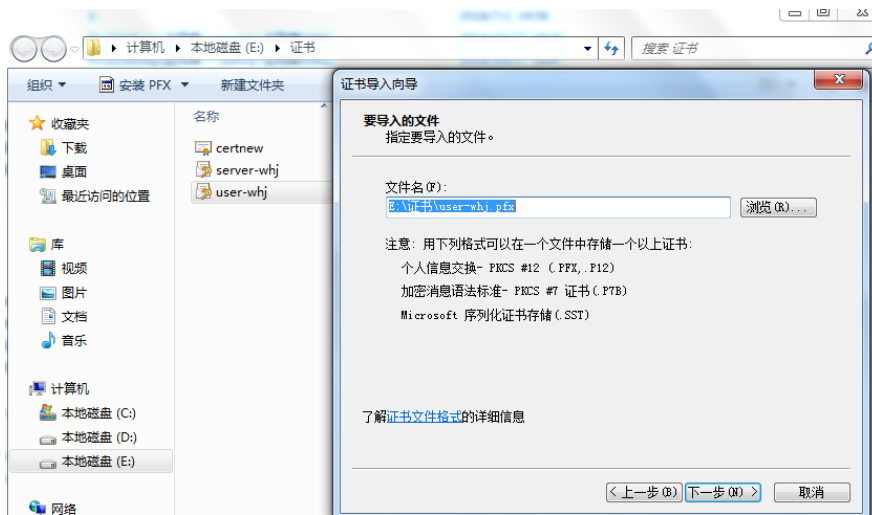 计算机 ▸ 本地磁盘 (E:) ▸ 证书
搜索 证书
组织 安装 PFX 新建文件夹
收藏夹
下载
桌面
最近访问的位置
库
视频
图片
文档
音乐
计算机
本地磁盘 (C:)
本地磁盘 (D:)
本地磁盘 (E:)
网络
名称
certnew
server-whj
user-whj
证书导入向导
要导入的文件
指定要导入的文件。
文件名(F):
E:\证书\user-whj.pfx
浏览(R)...
注意: 用下列格式可以在一个文件中存储一个以上证书:
个人信息交换- PKCS #12 (.PFX,.P12)
加密消息语法标准- PKCS #7 证书(.P7B)
Microsoft 序列化证书存储(.SST)
了解证书文件格式的详细信息
< 上一步(B) 下一步(N) > 取消